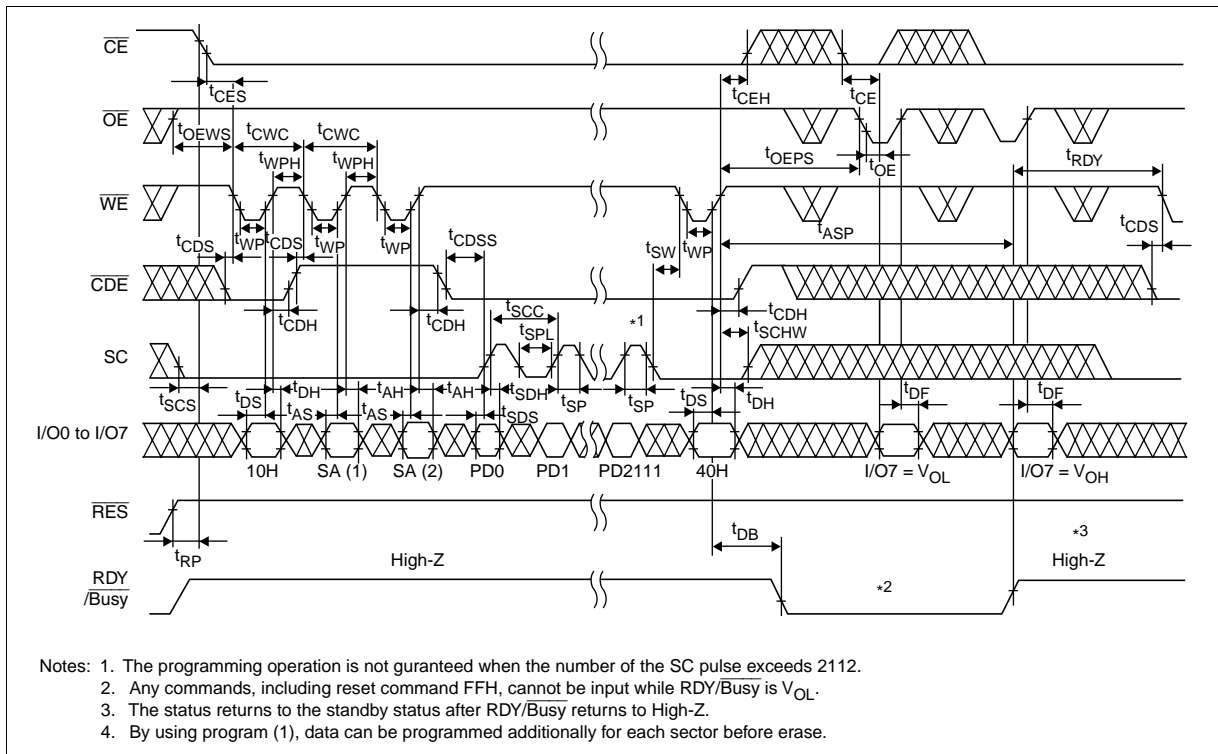 CE
tCES
tCEH
tCE
OE
tOEWS
tCWC
tCWC
tWPH
tWPH
tOEPS
tOE
tRDY
WE
tCDS
tWP
tCDS
tWP
tWP
tCDSS
tSW
tWP
tASP
tCDS
CDE
tCDH
tCDH
tSCC
tSPL
*1
tCDH
tSCHW
SC
tSCS
tDS
tDH
tAS
tAH
tAS
tAH
tSDH
tSDS
tSP
tSP
tDS
tDH
tDF
tDF
I/O0 to I/O7
10H
SA (1)
SA (2)
PD0
PD1
PD2111
40H
I/O7 = VOL
I/O7 = VOH
RES
tRP
tDB
*3
High-Z
High-Z
RDY
/Busy
*2
Notes: 1. The programming operation is not guranteed when the number of the SC pulse exceeds 2112.
2. Any commands, including reset command FFH, cannot be input while RDY/Busy is VOL.
3. The status returns to the standby status after RDY/Busy returns to High-Z.
4. By using program (1), data can be programmed additionally for each sector before erase.